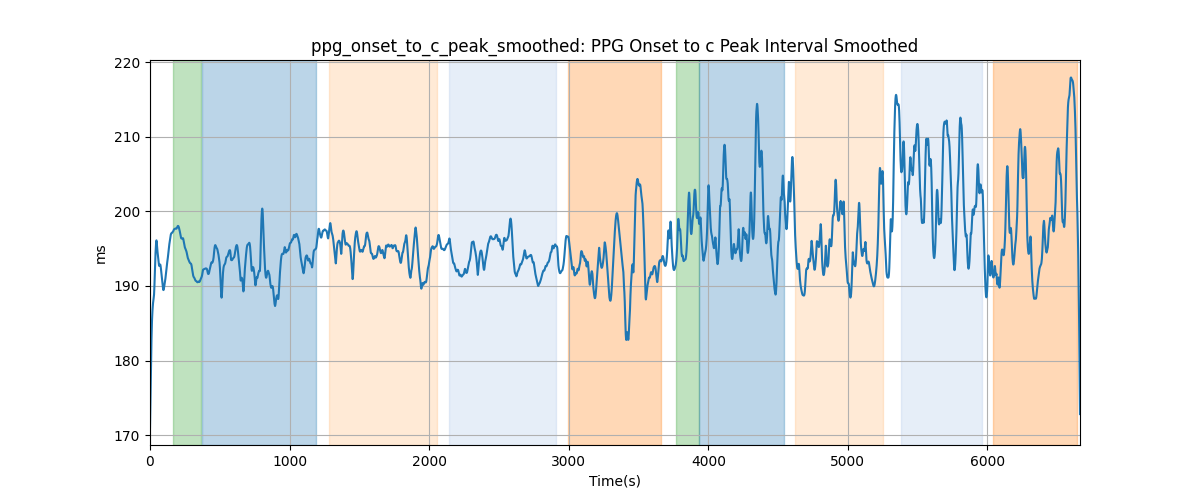 ppg_onset_to_c_peak_smoothed: PPG Onset to c Peak Interval Smoothed
220
210
200
190
180
170
ms
0 1000 2000 3000 4000 5000 6000
Time(s)